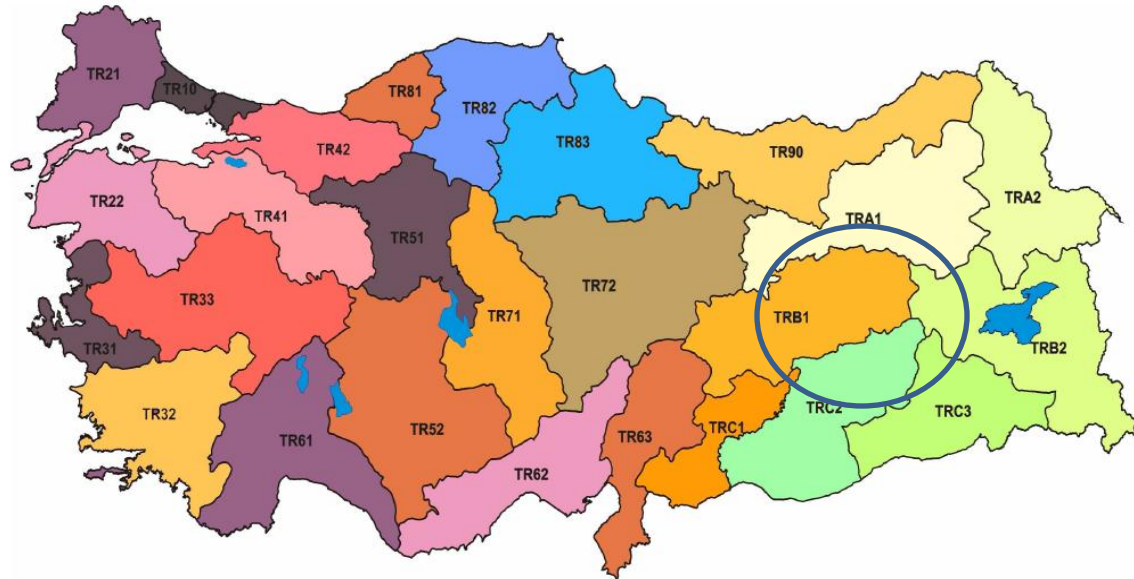 TR21
TR10
TR81
TR82
TR42
TR83
TR90
TR22
TR41
TRA1
TRA2
TR51
TR72
TR33
TR71
TRB1
TRB2
TR31
TR32
TRC2
TRC3
TR61
TR52
TRC1
TR63
TR62